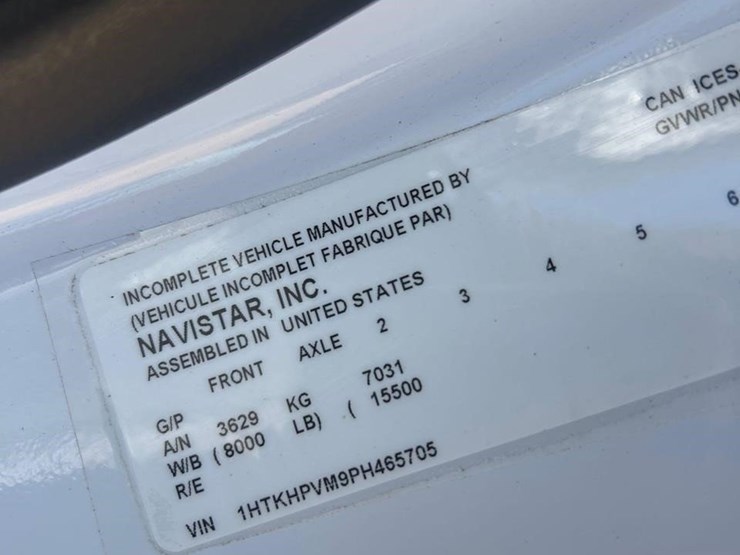 CAN ICES
GVWR/PN
INCOMPLETE VEHICLE MANUFACTURED BY
(VEHICULE INCOMPLET FABRIQUE PAR)
NAVISTAR, INC.
ASSEMBLED IN UNITED STATES
FRONT AXLE 2 3 4 5 6
G/P
A/N 3629 KG 7031
W/B ( 8000 LB) ( 15500
R/E
VIN 1HTKHPVM9PH465705